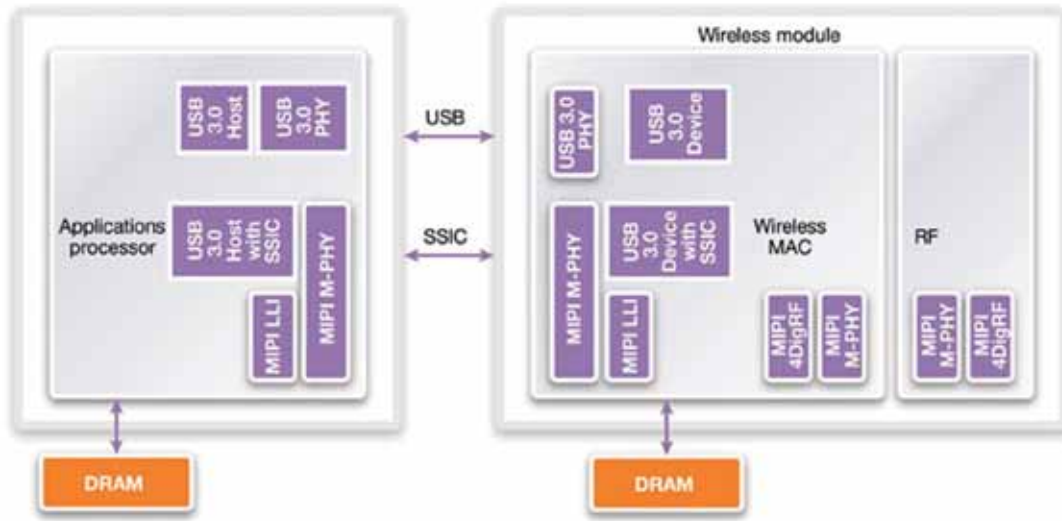 Wireless module
USB
3.0
Host
USB
3.0
PHY
USB
USB 3.0
PHY
USB
3.0
Device
Applications
processor
USB
3.0
Host
with
SSIC
MIPI M-PHY
MIPI LLI
SSIC
MIPI M-PHY
USB
3.0
Device
with
SSIC
MIPI LLI
Wireless
MAC
RF
MIPI
4DigRF
MIPI
M-PHY
MIPI
M-PHY
MIPI
4DigRF
DRAM
DRAM